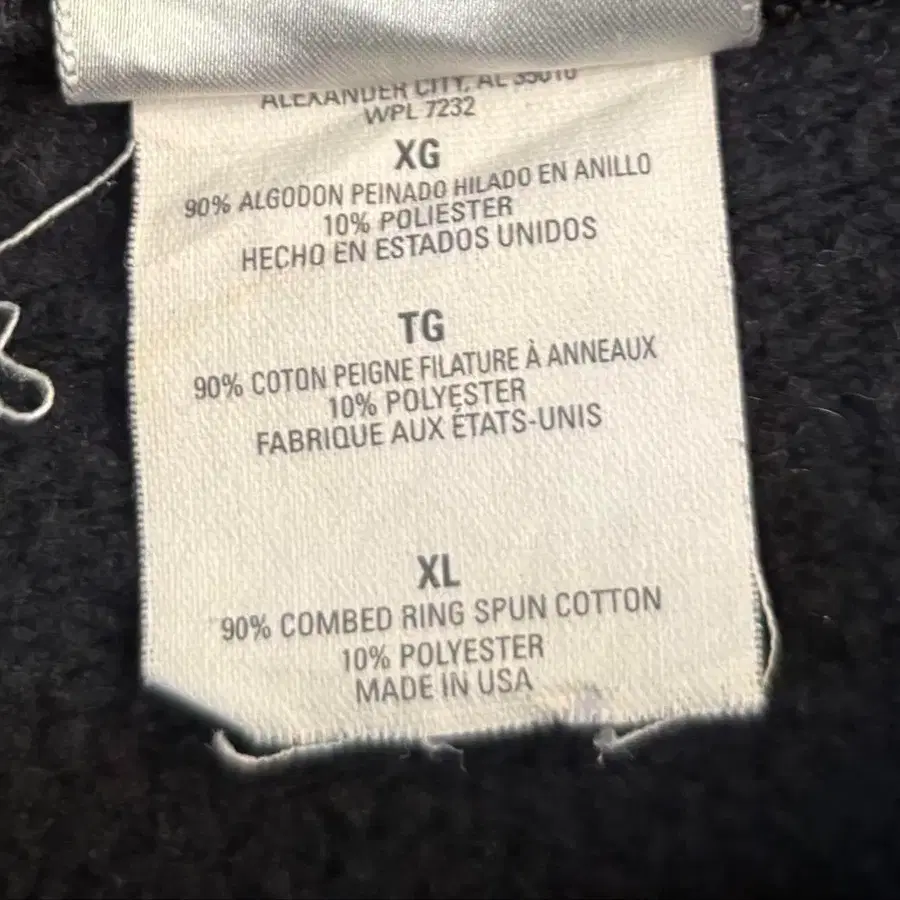 ALEXANDER CITY, AL 35010
WPL 7232
XG
90% ALGODON PEINADO HILADO EN ANILLO
10% POLIESTER
HECHO EN ESTADOS UNIDOS
TG
90% COTON PEIGNE FILATURE À ANNEAUX
10% POLYESTER
FABRIQUE AUX ÉTATS-UNIS
XL
90% COMBED RING SPUN COTTON
10% POLYESTER
MADE IN USA